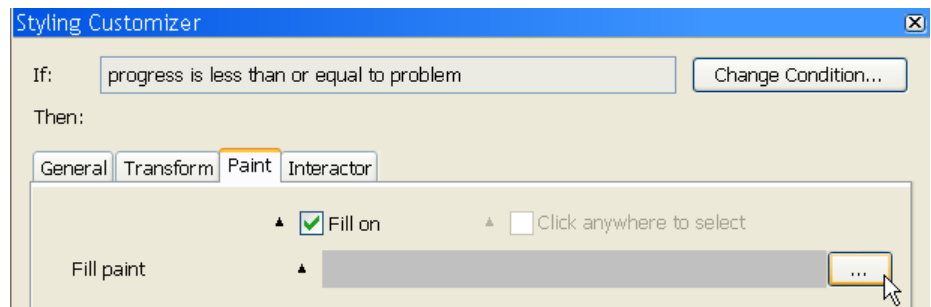 Styling Customizer
If: progress is less than or equal to problem Change Condition...
Then:
General Transform Paint Interactor
Fill on Click anywhere to select
Fill paint ...